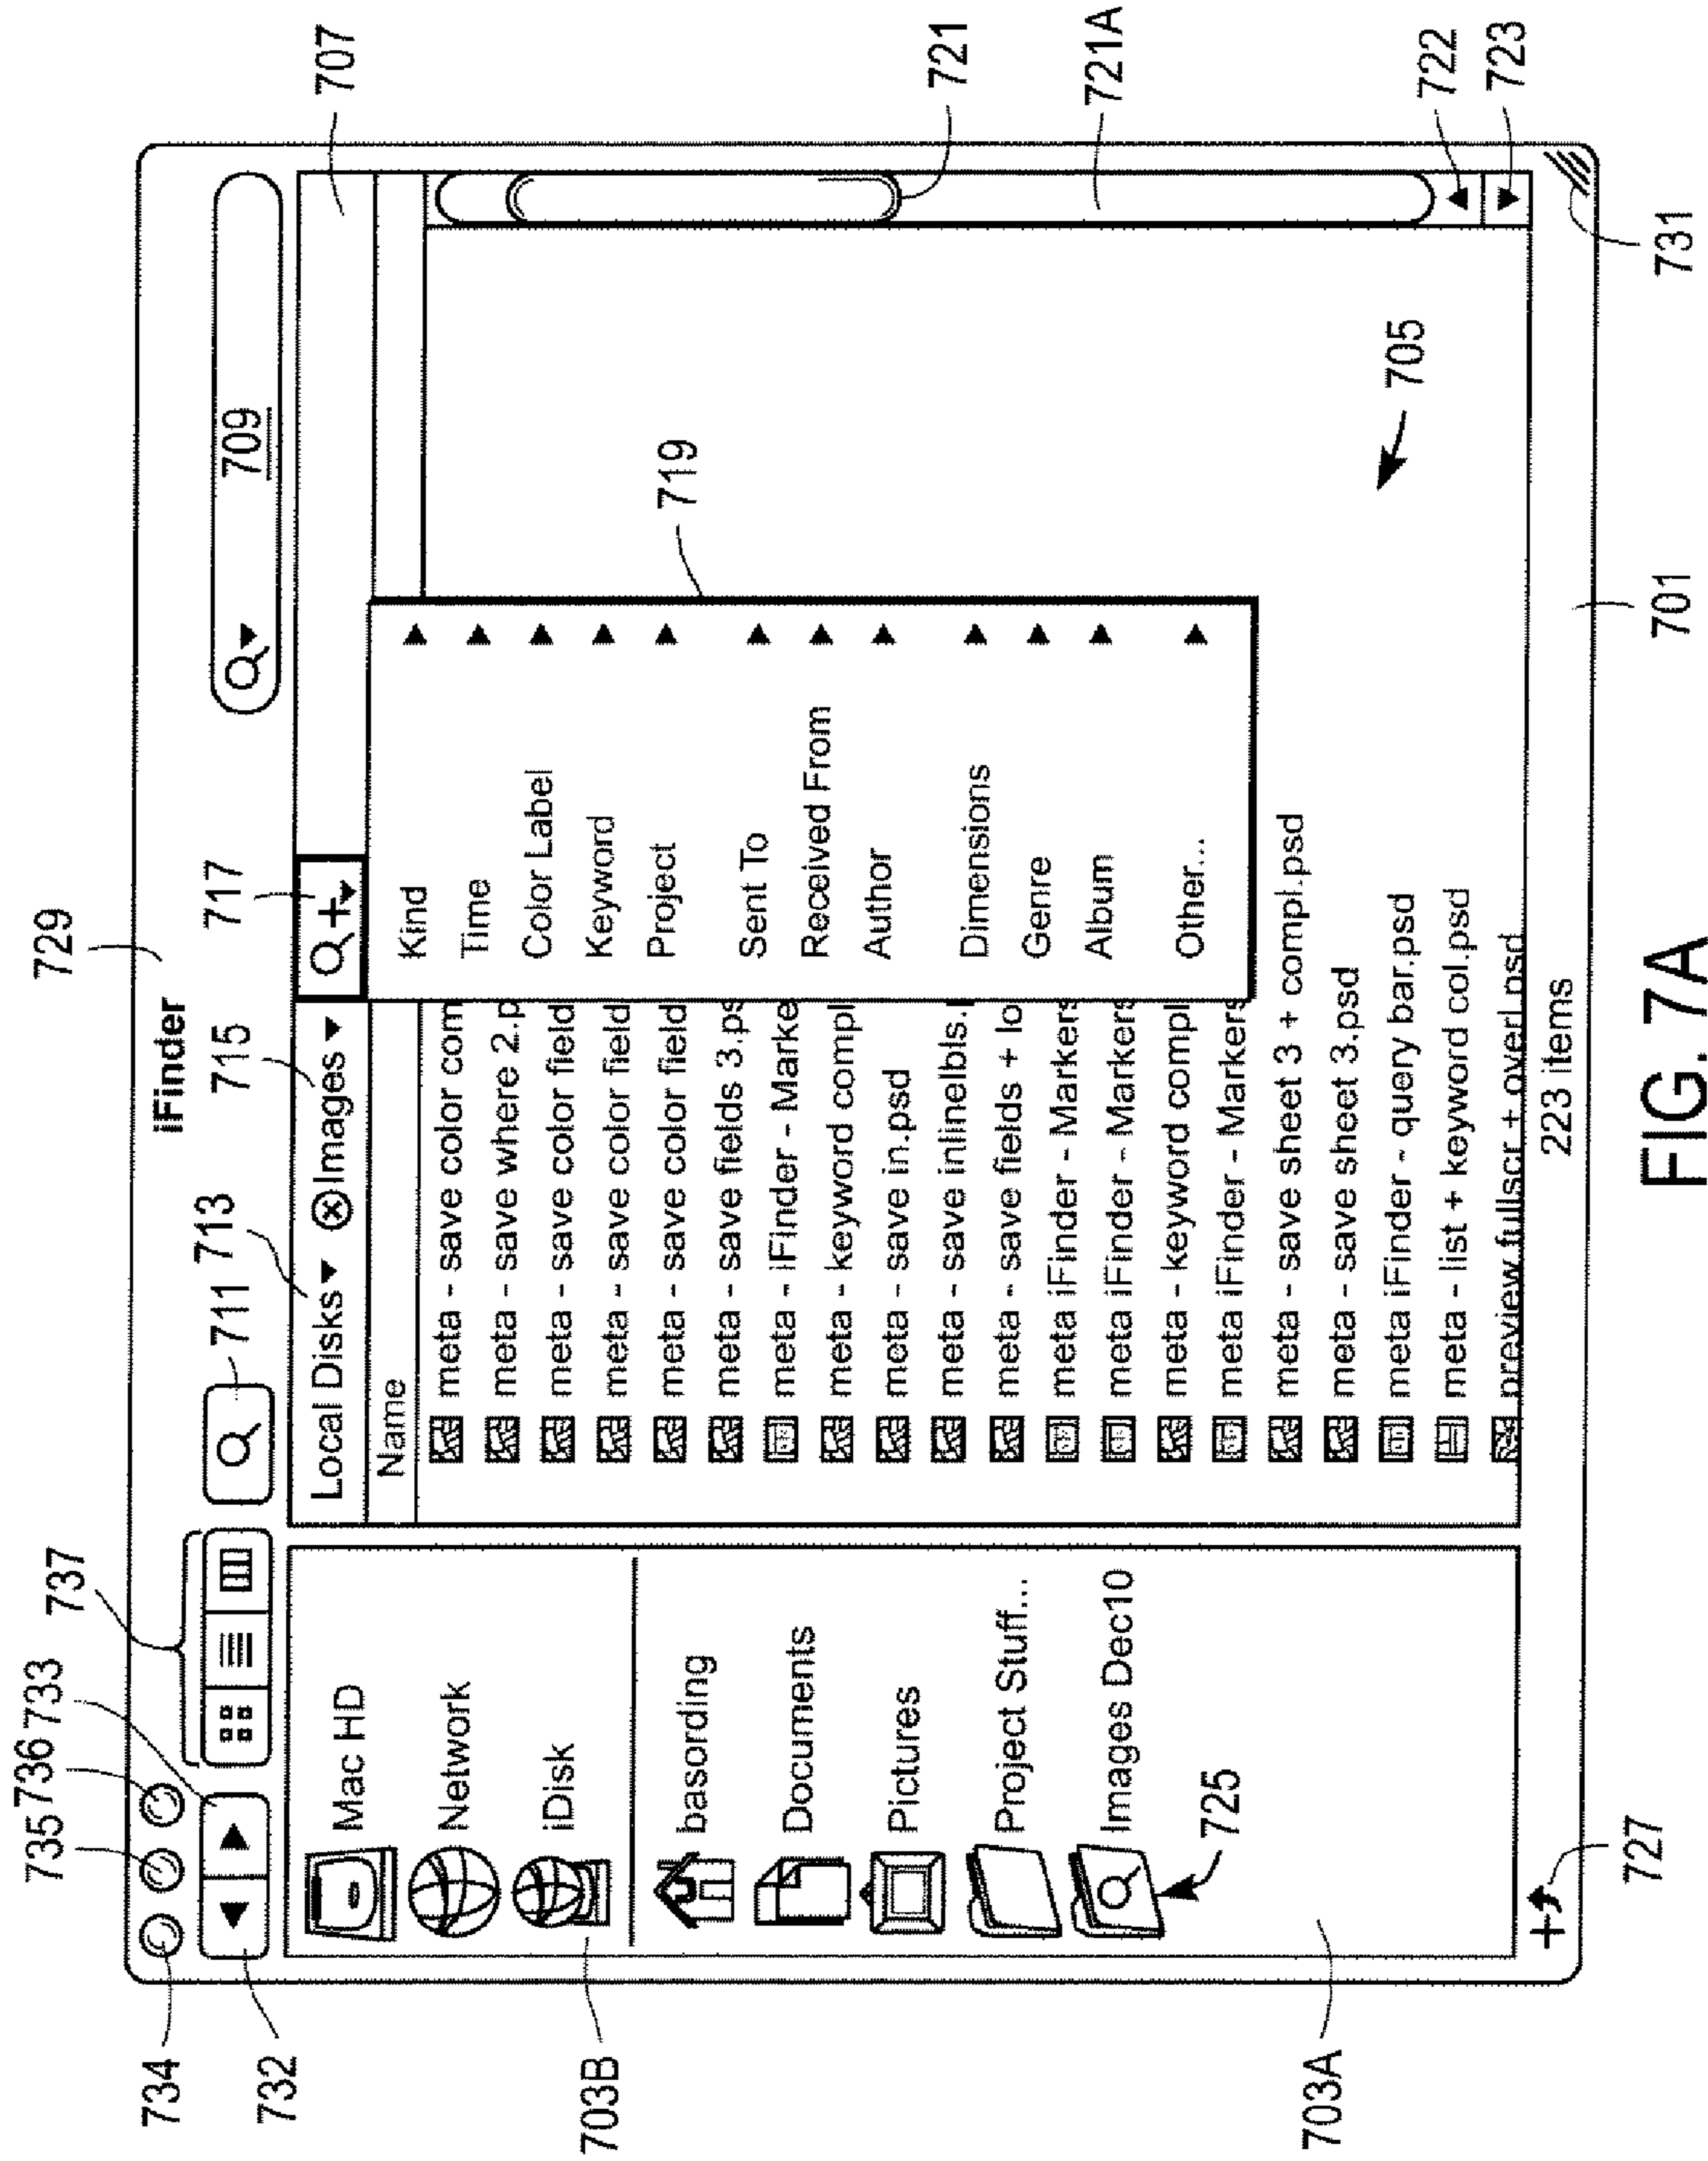 729
iFinder
734
735
736
733
732
737
711
713
715
717
709
707
Local Disks
Images
Name
Mac HD
Network
iDisk
basording
Documents
Pictures
Project Stuff...
Images Dec10
725
703B
703A
meta - save color com
meta - save where 2.p
meta - save color field
meta - save color field
meta - save color field
meta - save fields 3.ps
meta - iFinder - Marke
meta - keyword compl
meta - save in.psd
meta - save inlinelbls.
meta - save fields + lo
meta iFinder - Markers
meta iFinder - Markers
meta - keyword compl
meta iFinder - Markers
meta - save sheet 3 + compl.psd
meta - save sheet 3.psd
meta iFinder - query bar.psd
meta - list + keyword col.psd
preview fullscr + overl.psd
Kind
Time
Color Label
Keyword
Project
Sent To
Received From
Author
Dimensions
Genre
Album
Other...
719
705
721
721A
722
723
223 items
727
701
731
FIG. 7A